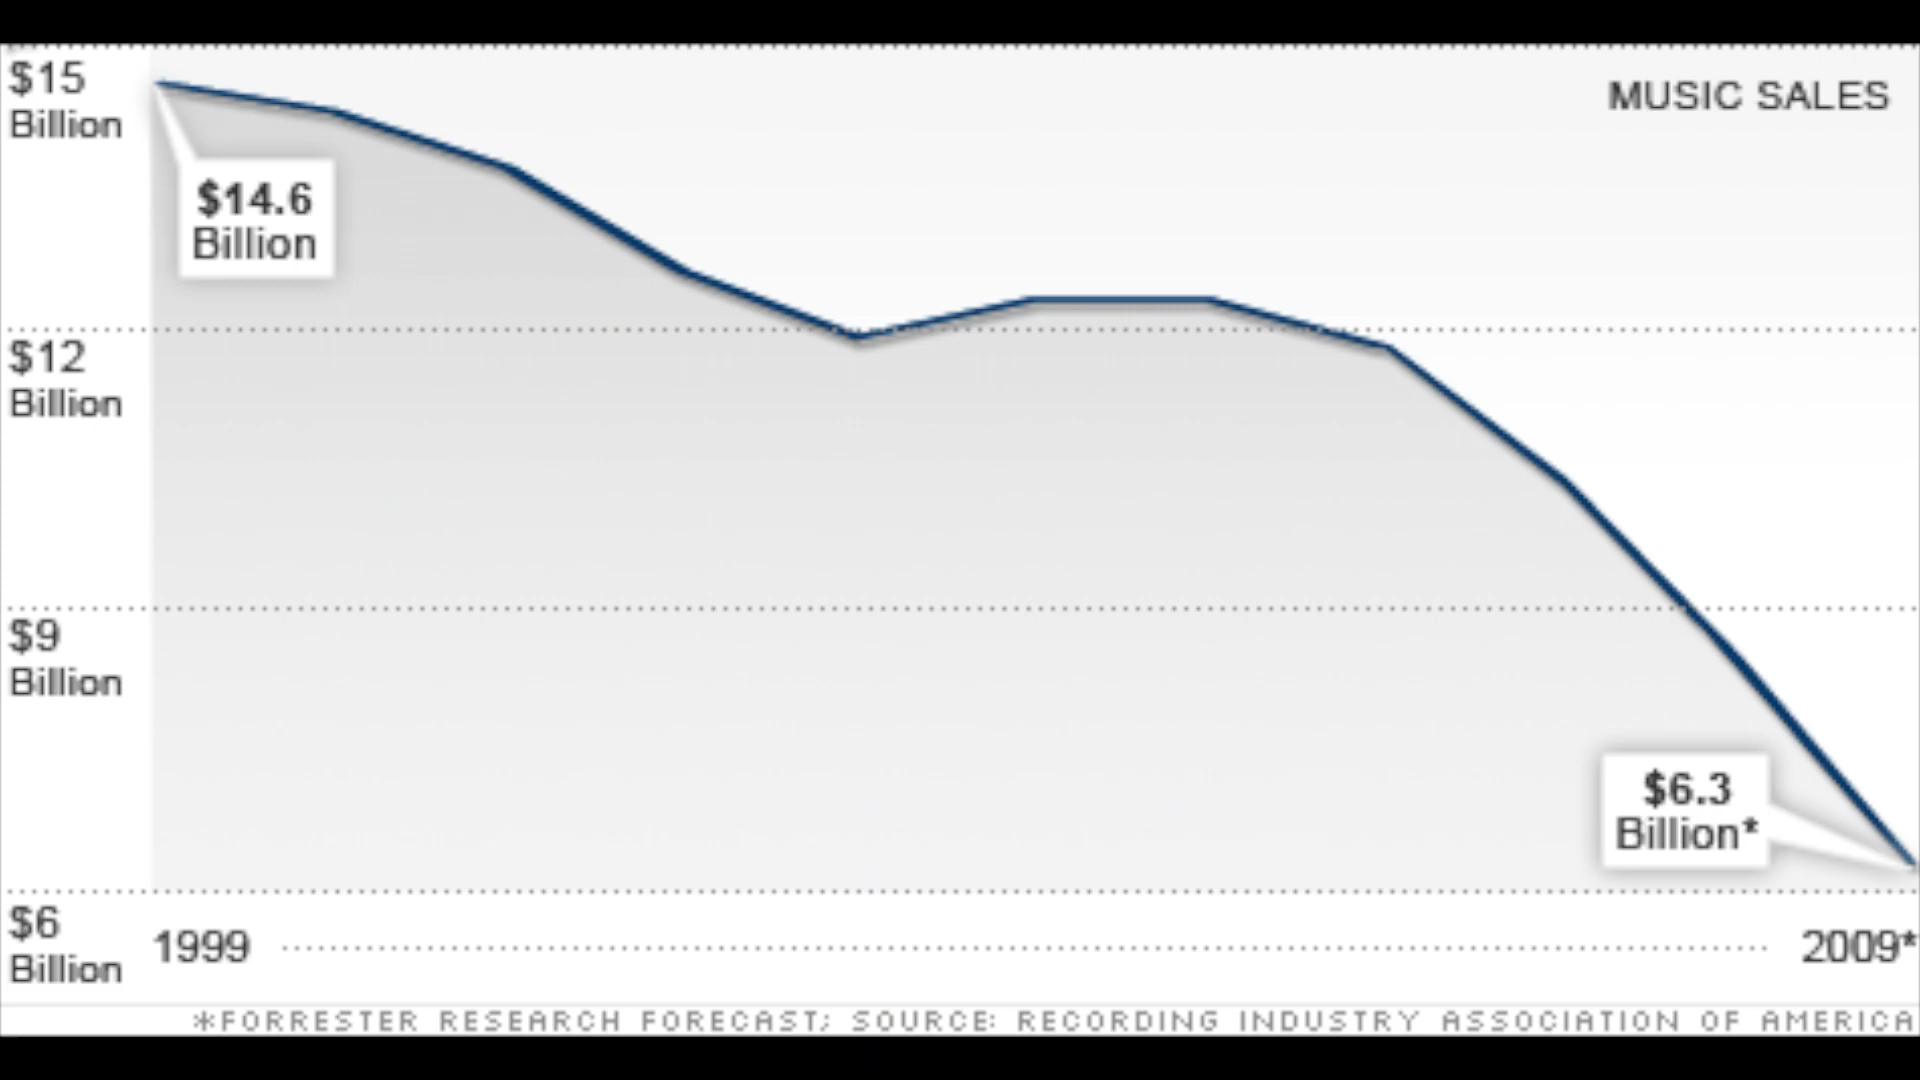 $15
Billion
MUSIC SALES
$14.6
Billion
$12
Billion
$9
Billion
$6.3
Billion*
$6
Billion
1999
2009*
*FORRESTER RESEARCH FORECAST; SOURCE: RECORDING INDUSTRY ASSOCIATION OF AMERICA